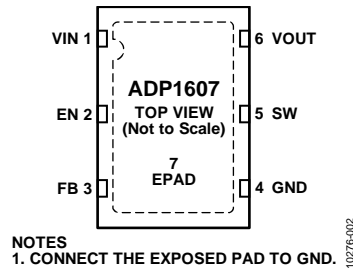 VIN 1
6 VOUT
ADP1607
TOP VIEW
(Not to Scale)
EN 2
5 SW
7
EPAD
FB 3
4 GND
NOTES
1. CONNECT THE EXPOSED PAD TO GND.
10276-002